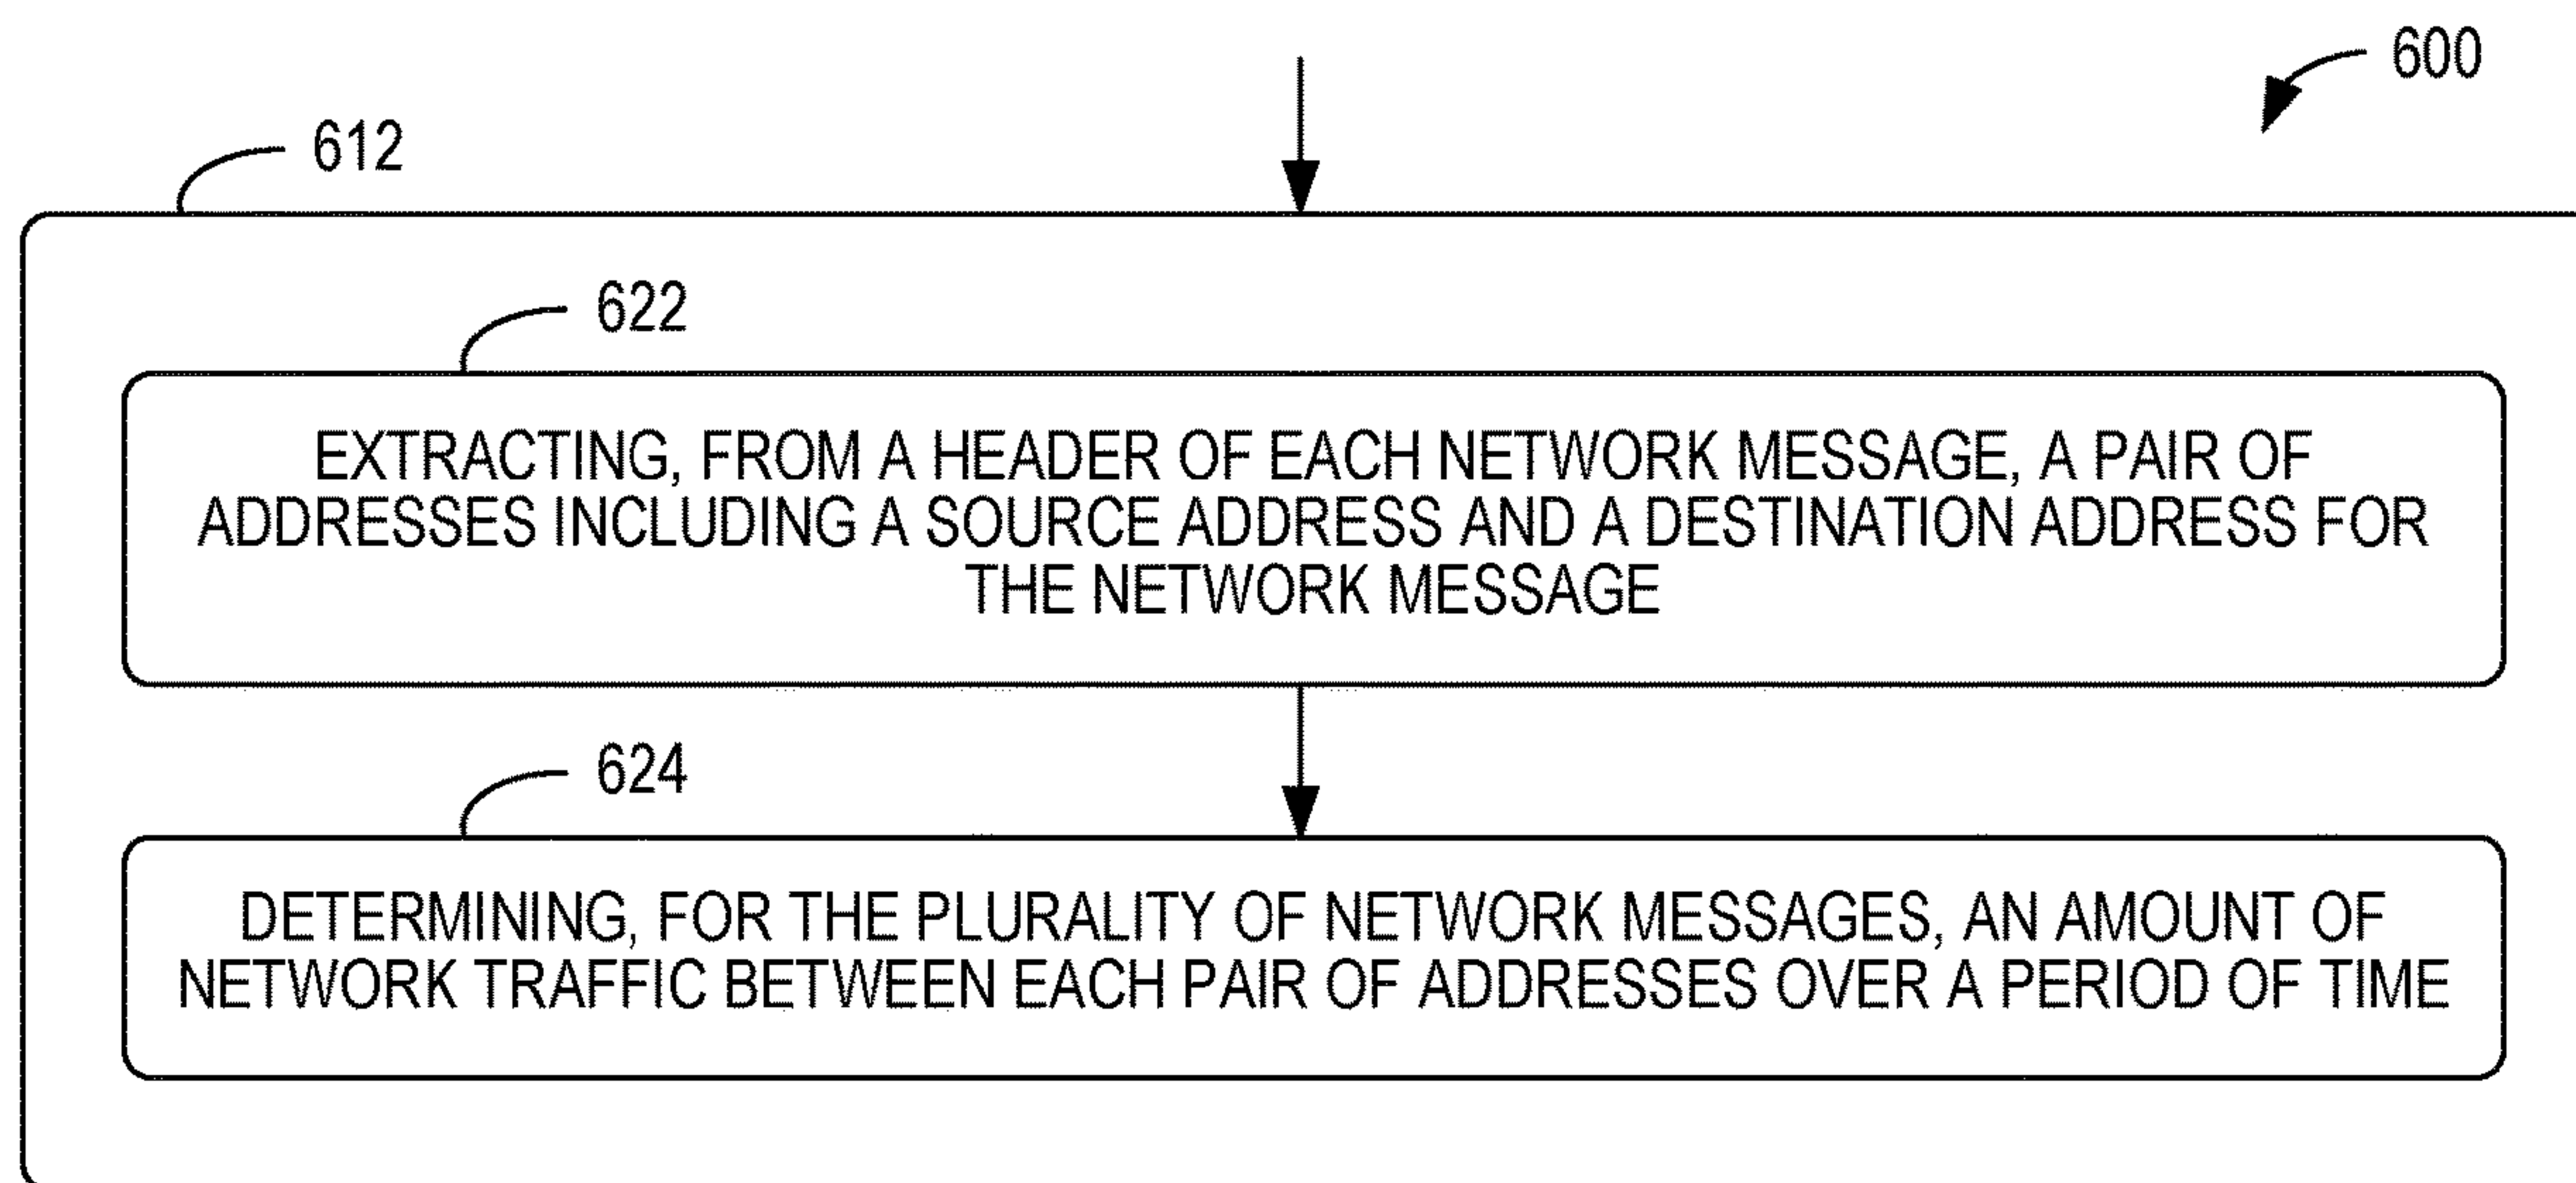 600
612
622
EXTRACTING, FROM A HEADER OF EACH NETWORK MESSAGE, A PAIR OF
ADDRESSES INCLUDING A SOURCE ADDRESS AND A DESTINATION ADDRESS FOR
THE NETWORK MESSAGE
624
DETERMINING, FOR THE PLURALITY OF NETWORK MESSAGES, AN AMOUNT OF
NETWORK TRAFFIC BETWEEN EACH PAIR OF ADDRESSES OVER A PERIOD OF TIME